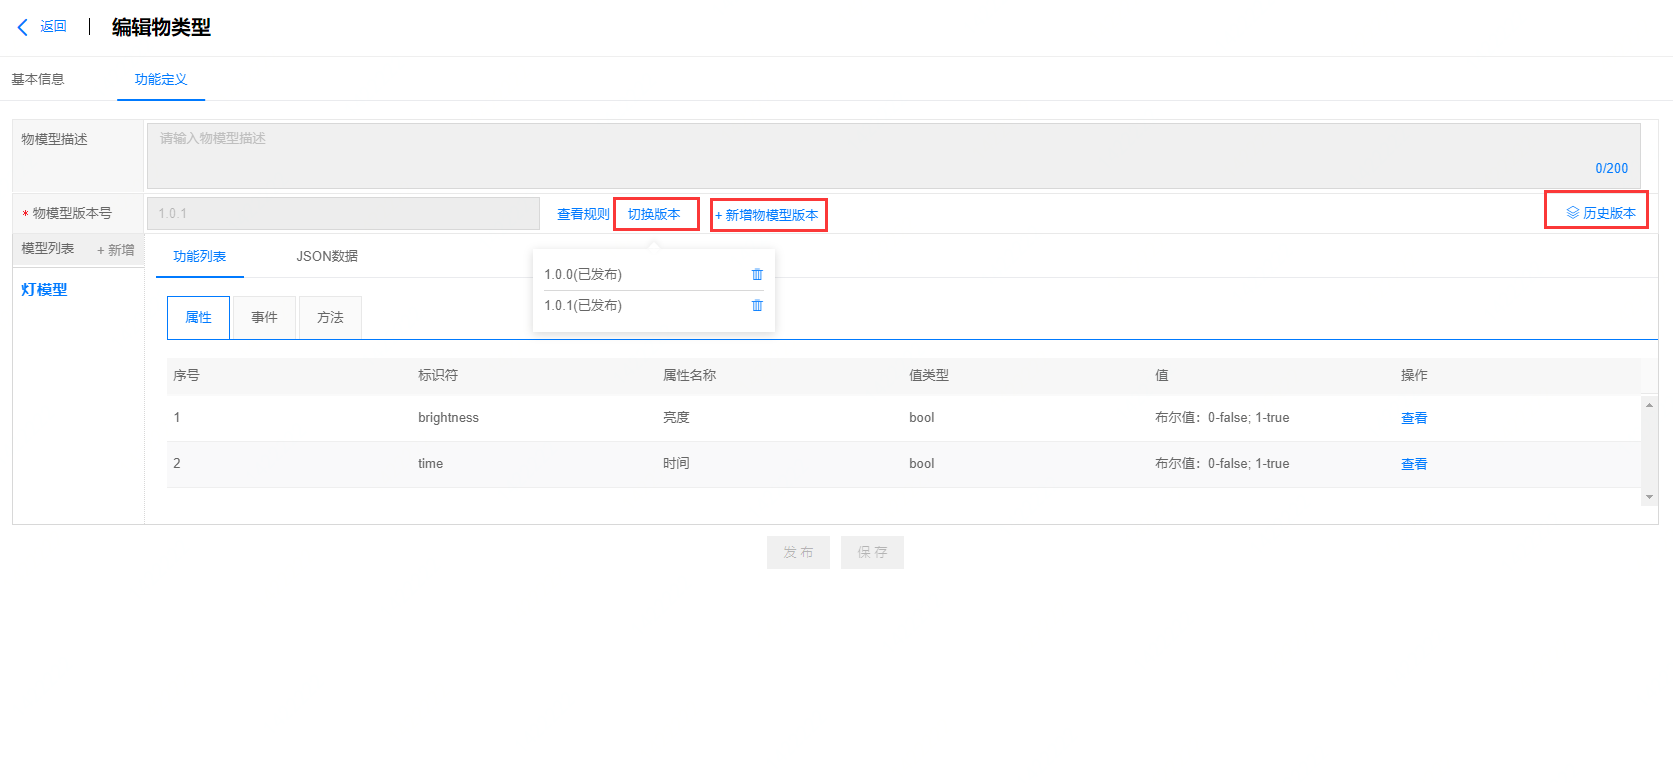 返回
编辑物类型
基本信息 功能定义
物模型描述 请输入物模型描述
0/200
* 物模型版本号 1.0.1 查看规则 切换版本 + 新增物模型版本 历史版本
模型列表 + 新增 功能列表 JSON数据
1.0.0(已发布)
灯模型
1.0.1(已发布)
属性 事件 方法
序号 标识符 属性名称 值类型 值 操作
1 brightness 亮度 bool 布尔值：0-false; 1-true 查看
2 time 时间 bool 布尔值：0-false; 1-true 查看
发 布 保 存